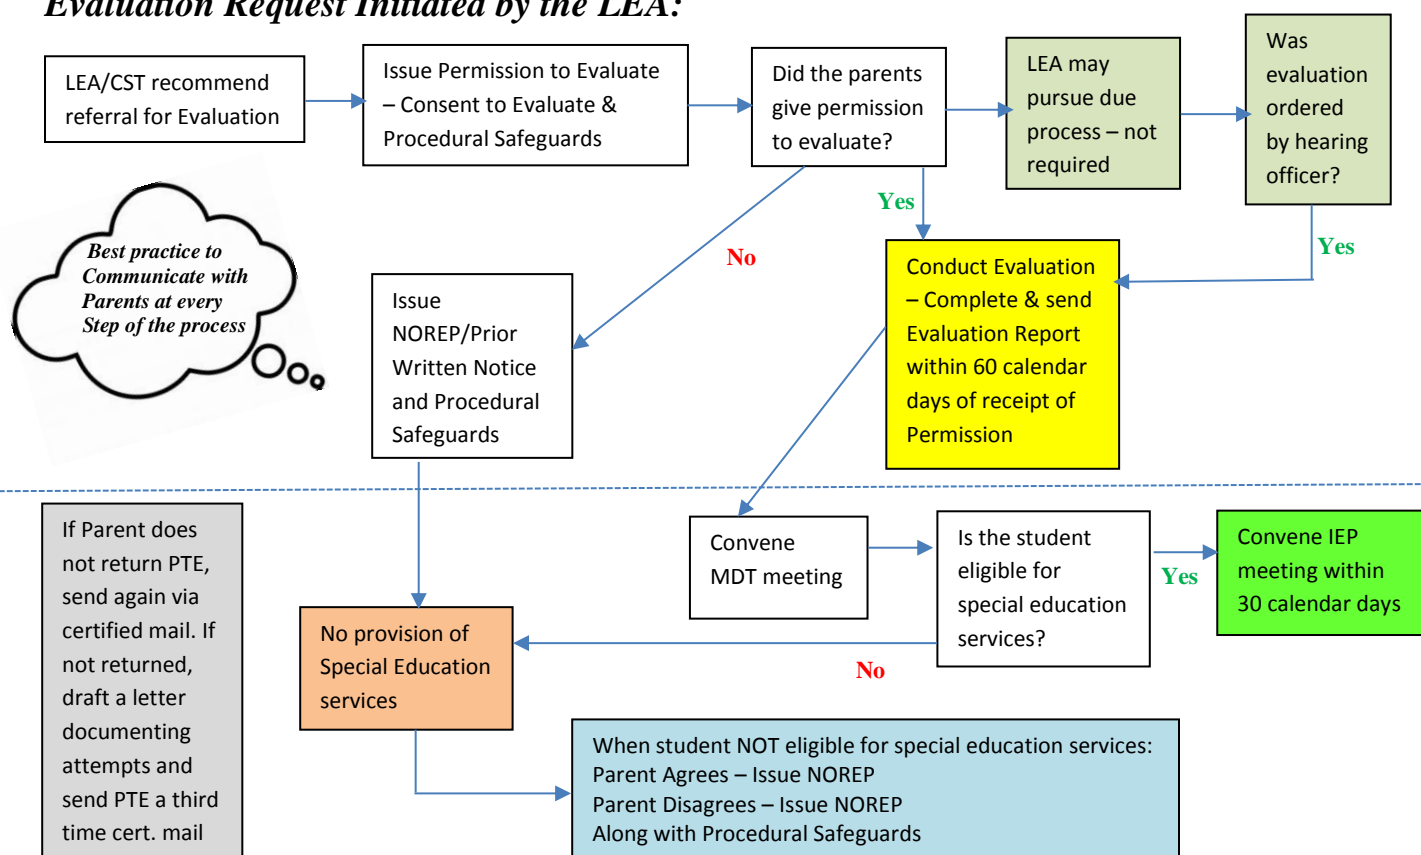 Evaluation Request Initiated by the LEA:
LEA/CST recommend
referral for Evaluation
Issue Permission to Evaluate
– Consent to Evaluate &
Procedural Safeguards
Did the parents
give permission
to evaluate?
LEA may
pursue due
process – not
required
Was
evaluation
ordered
by hearing
officer?
Yes
No
Yes
Best practice to
Communicate with
Parents at every
Step of the process
Issue
NOREP/Prior
Written Notice
and Procedural
Safeguards
Conduct Evaluation
– Complete & send
Evaluation Report
within 60 calendar
days of receipt of
Permission
If Parent does
not return PTE,
send again via
certified mail. If
not returned,
draft a letter
documenting
attempts and
send PTE a third
time cert. mail
Convene
MDT meeting
Is the student
eligible for
special education
services?
Yes
Convene IEP
meeting within
30 calendar days
No provision of
Special Education
services
No
When student NOT eligible for special education services:
Parent Agrees – Issue NOREP
Parent Disagrees – Issue NOREP
Along with Procedural Safeguards